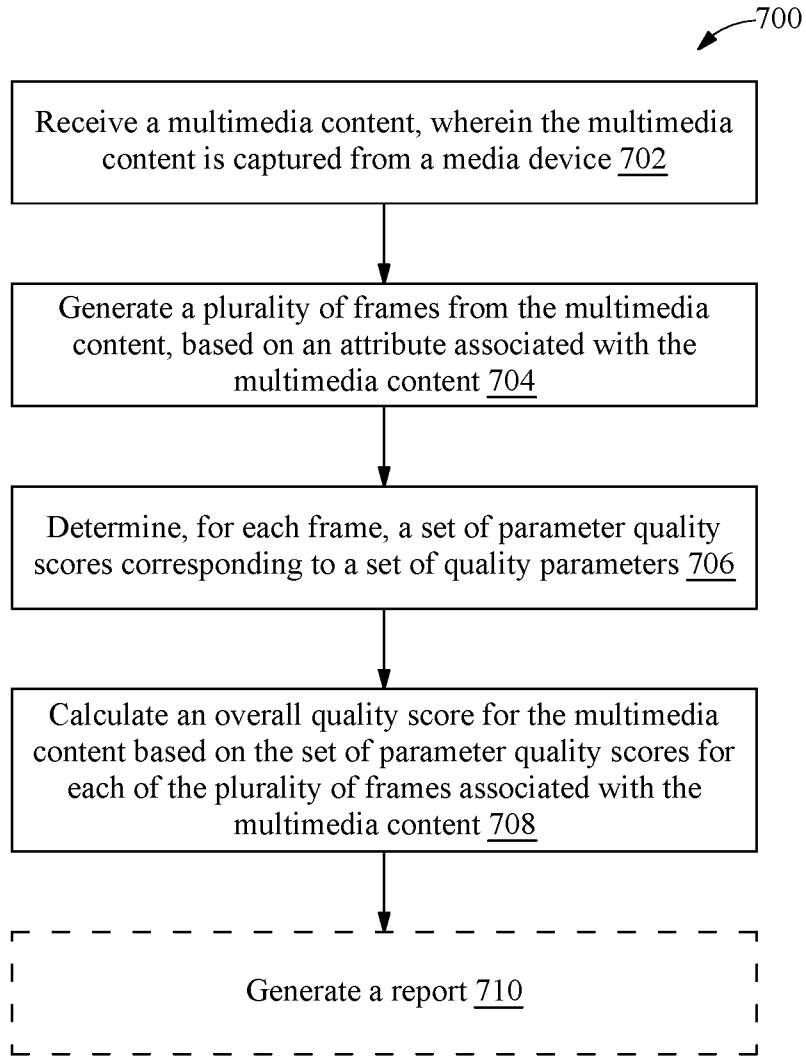 700
Receive a multimedia content, wherein the multimedia
content is captured from a media device 702
Generate a plurality of frames from the multimedia
content, based on an attribute associated with the
multimedia content 704
Determine, for each frame, a set of parameter quality
scores corresponding to a set of quality parameters 706
Calculate an overall quality score for the multimedia
content based on the set of parameter quality scores for
each of the plurality of frames associated with the
multimedia content 708
Generate a report 710